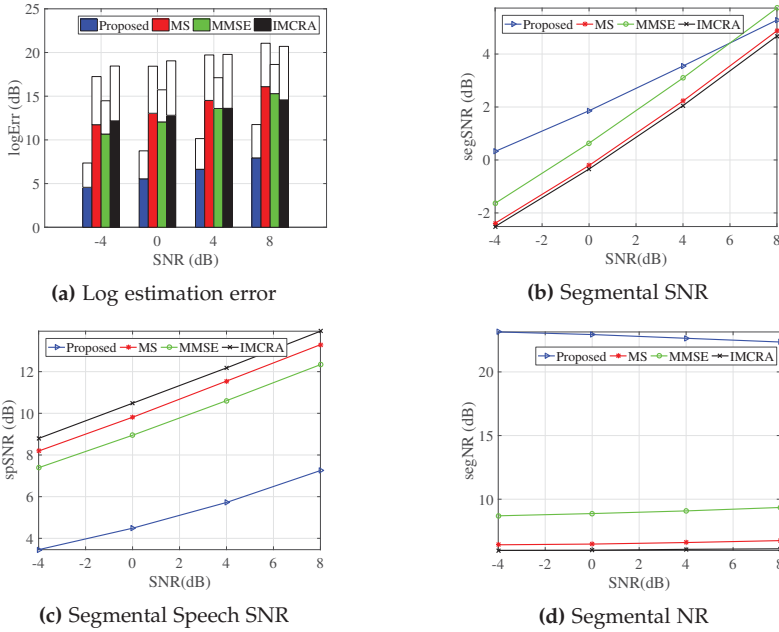 Proposed MS MMSE IMCRA
logErr (dB)
25
20
15
10
5
0
-4 0 4 8
SNR (dB)
(a) Log estimation error
Proposed MS MMSE IMCRA
segSNR (dB)
4
2
0
-2
-4 -2 0 2 4 6 8
SNR(dB)
(b) Segmental SNR
Proposed MS MMSE IMCRA
spSNR (dB)
12
10
8
6
4
-4 -2 0 2 4 6 8
SNR(dB)
(c) Segmental Speech SNR
Proposed MS MMSE IMCRA
segNR (dB)
20
15
10
-4 -2 0 2 4 6 8
SNR(dB)
(d) Segmental NR